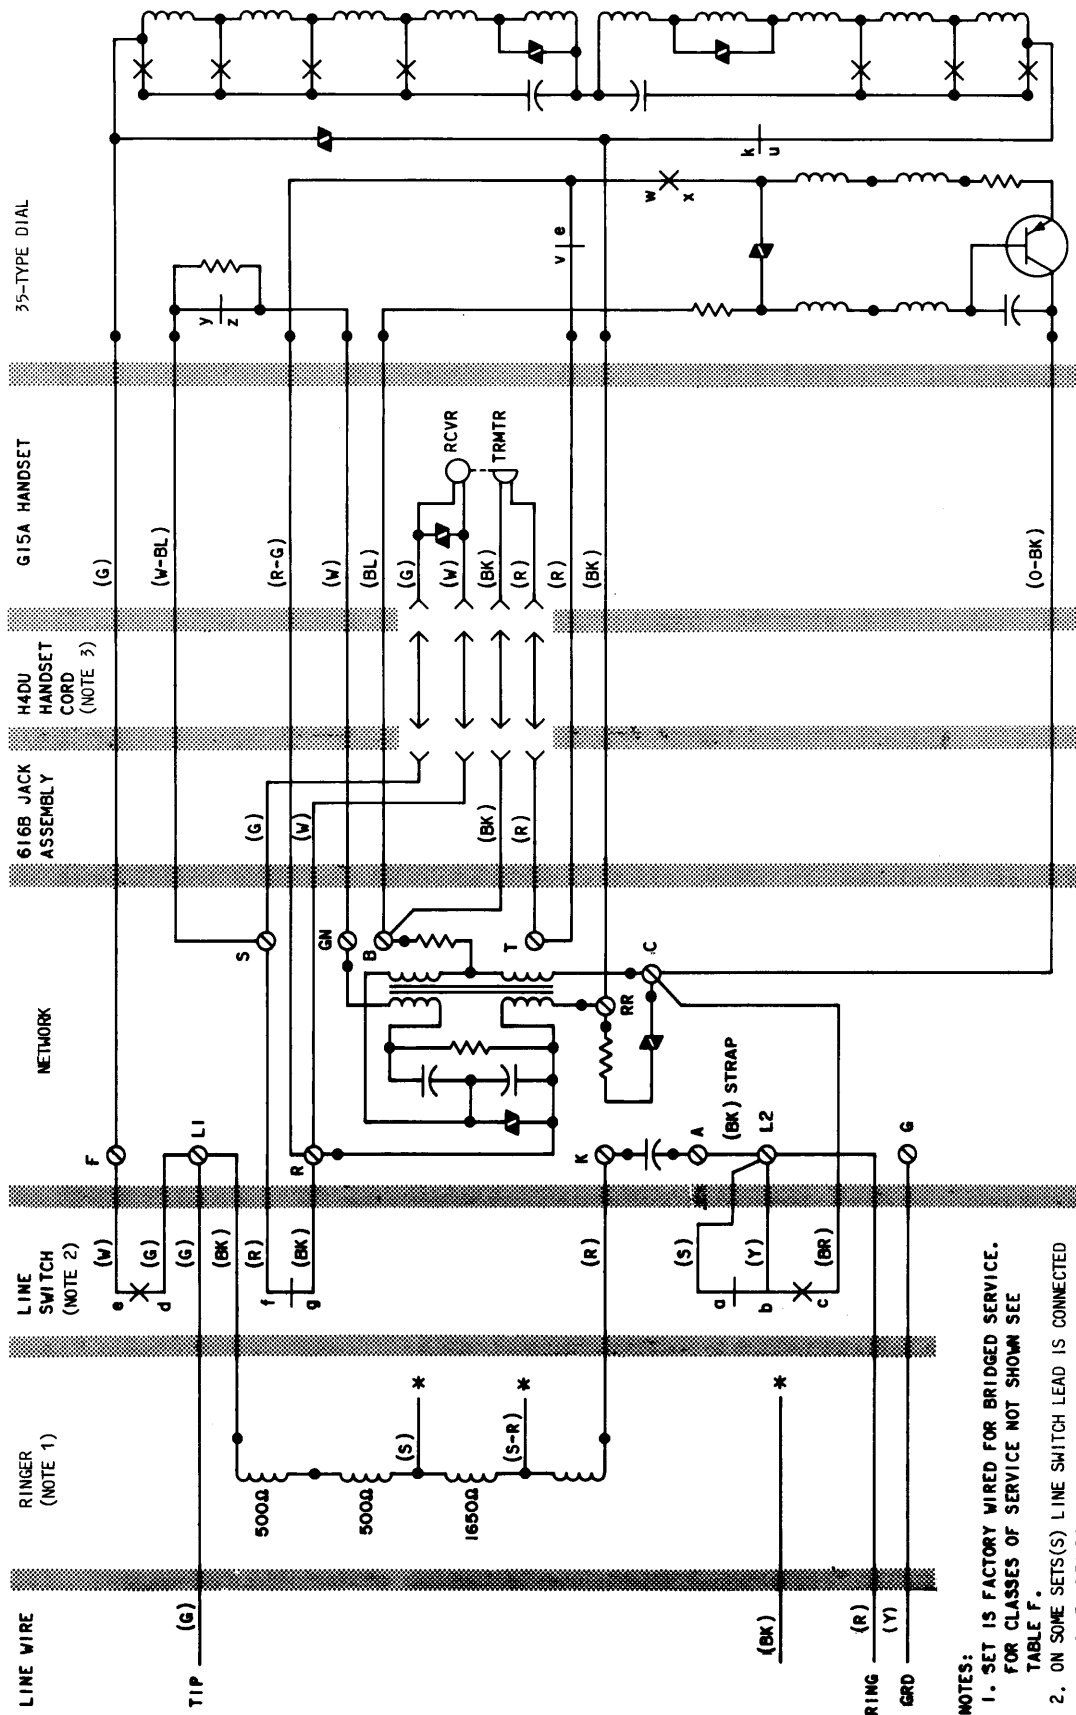 LINE WIRE
RINGER
(NOTE 1)
LINE
SWITCH
(NOTE 2)
NETWORK
616B JACK
ASSEMBLY
H4DU
HANDSET
CORD
(NOTE 3)
G15A HANDSET
35-TYPE DIAL
TIP
(G)
500Ω
500Ω
(S)
*
1650Ω
(S-R)
*
(BK)
*
RING
(R)
GRD
(Y)
(W)
e
d
(G)
(G)
(BK)
(R)
f
g
(BK)
(R)
(S)
a
b
(Y)
c
(BR)
F
L1
R
K
A
(BK) STRAP
L2
G
S
GN
B
T
RR
C
(G)
(W)
(BK)
(R)
(G)
(W-BL)
(R-G)
(W)
(BL)
(G)
(W)
(BK)
(R)
(R)
(BK)
(O-BK)
RCVR
TRMTR
y
z
v
e
w
x
k
u
NOTES:
1. SET IS FACTORY WIRED FOR BRIDGED SERVICE.
FOR CLASSES OF SERVICE NOT SHOWN SEE
TABLE F.
2. ON SOME SETS(S) LINE SWITCH LEAD IS CONNECTED